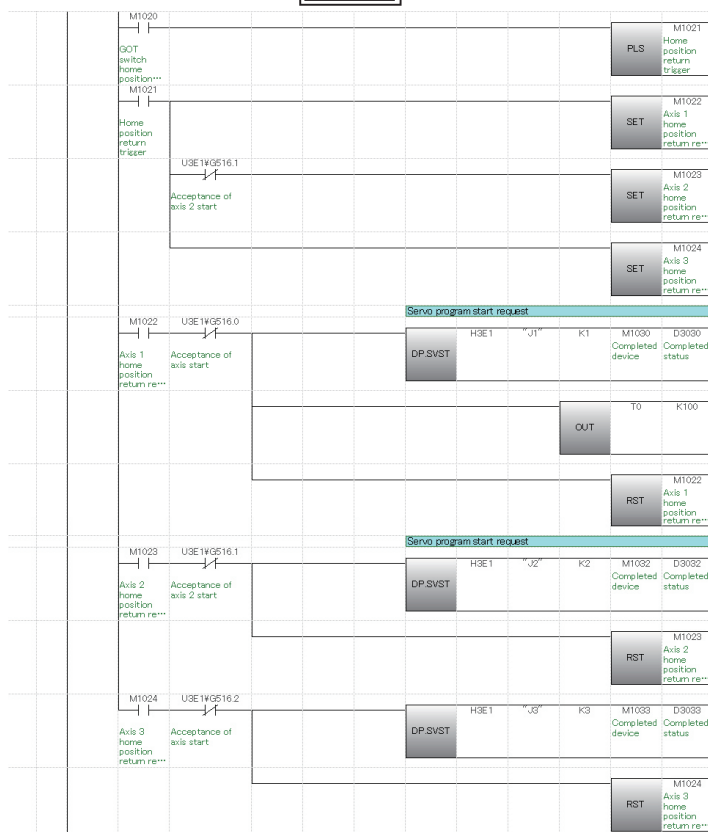 M1020
GOT
switch
home
position···
PLS
M1021
Home
position
return
trigger
M1021
Home
position
return
trigger
SET
M1022
Axis 1
home
position
return re···
U3E1¥G516.1
Acceptance of
axis 2 start
SET
M1023
Axis 2
home
position
return re···
SET
M1024
Axis 3
home
position
return re···
Servo program start request
M1022
Axis 1
home
position
return re···
U3E1¥G516.0
Acceptance of
axis start
DP.SVST
H3E1
"J1"
K1
M1030
Completed
device
D3030
Completed
status
OUT
T0
K100
RST
M1022
Axis 1
home
position
return re···
Servo program start request
M1023
Axis 2
home
position
return re···
U3E1¥G516.1
Acceptance of
axis 2 start
DP.SVST
H3E1
"J2"
K2
M1032
Completed
device
D3032
Completed
status
RST
M1023
Axis 2
home
position
return re···
M1024
Axis 3
home
position
return re···
U3E1¥G516.2
Acceptance of
axis start
DP.SVST
H3E1
"J3"
K3
M1033
Completed
device
D3033
Completed
status
RST
M1024
Axis 3
home
position
return re···